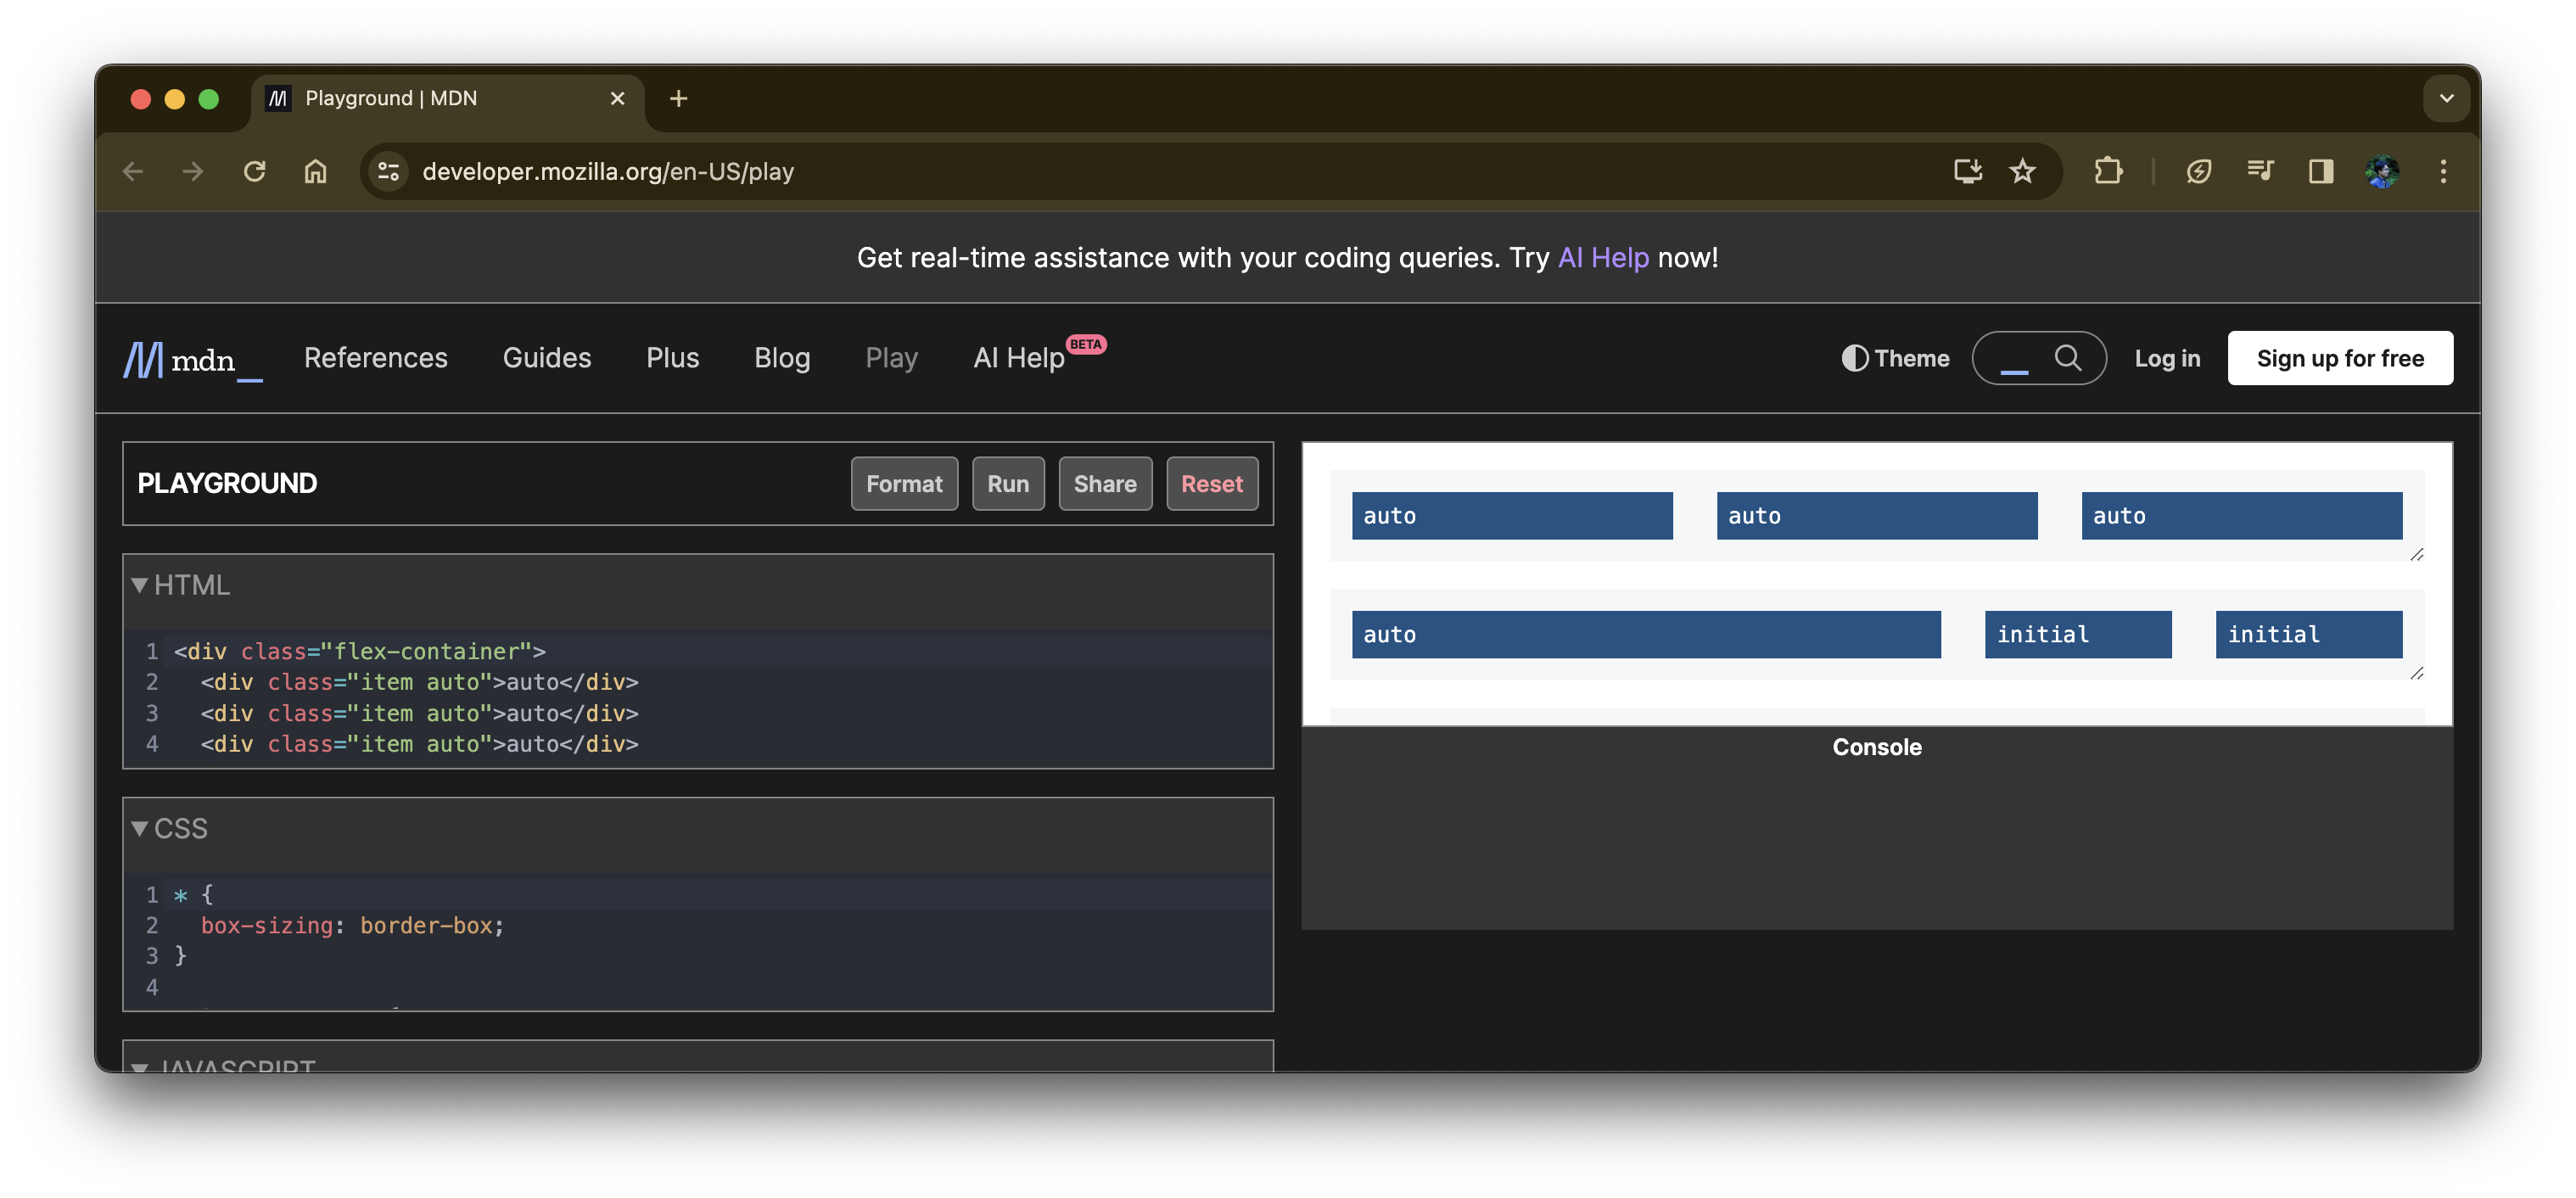 Playground | MDN
developer.mozilla.org/en-US/play
Get real-time assistance with your coding queries. Try AI Help now!
mdn_ References Guides Plus Blog Play AI Help BETA Theme Log in Sign up for free
PLAYGROUND Format Run Share Reset
HTML
1 <div class="flex-container">
2 <div class="item auto">auto</div>
3 <div class="item auto">auto</div>
4 <div class="item auto">auto</div>
CSS
1 * {
2 box-sizing: border-box;
3 }
4
JAVASCRIPT
auto auto auto
auto initial initial
Console